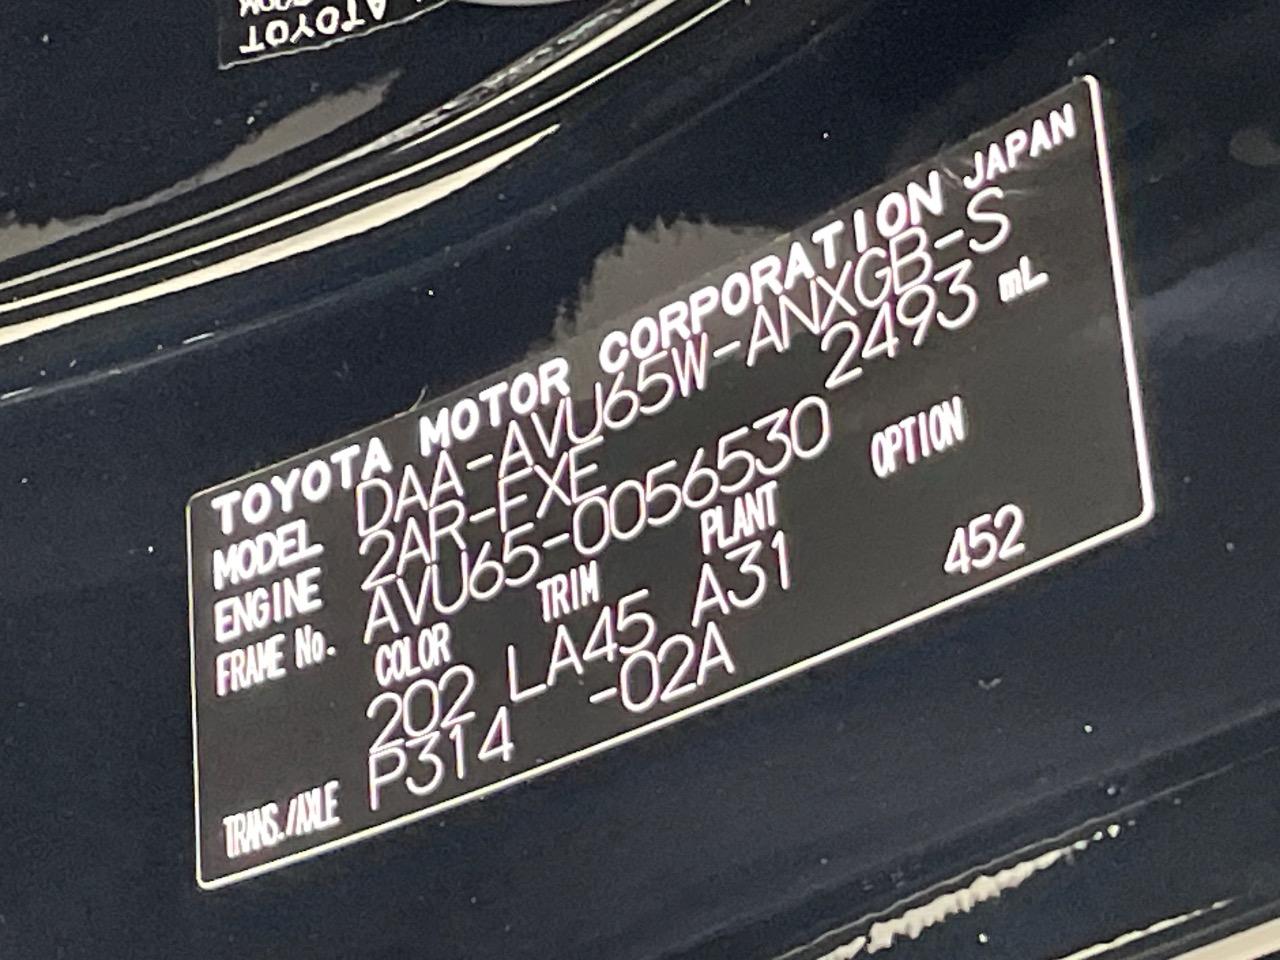 TOYOT
TOYOTA MOTOR CORPORATION JAPAN
MODEL DAA-AVU65W-ANXGB-S
ENGINE 2AR-FXE 2493 mL
FRAME No. AVU65-0056530
COLOR TRIM PLANT OPTION
202 LA45 A31 452
TRANS./AXLE P314 -02A